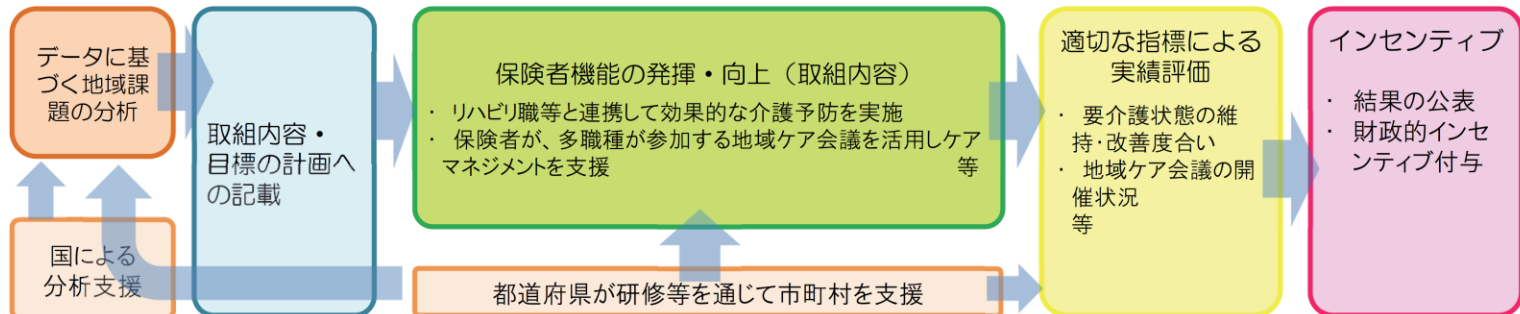 データに基
づく地域課
題の分析
国による
分析支援
取組内容・
目標の計画へ
の記載
保険者機能の発揮・向上（取組内容）
・ リハビリ職等と連携して効果的な介護予防を実施
・ 保険者が、多職種が参加する地域ケア会議を活用しケア
マネジメントを支援 等
都道府県が研修等を通じて市町村を支援
適切な指標による
実績評価
・ 要介護状態の維
持・改善度合い
・ 地域ケア会議の開
催状況
等
インセンティブ
・ 結果の公表
・ 財政的インセ
ンティブ付与